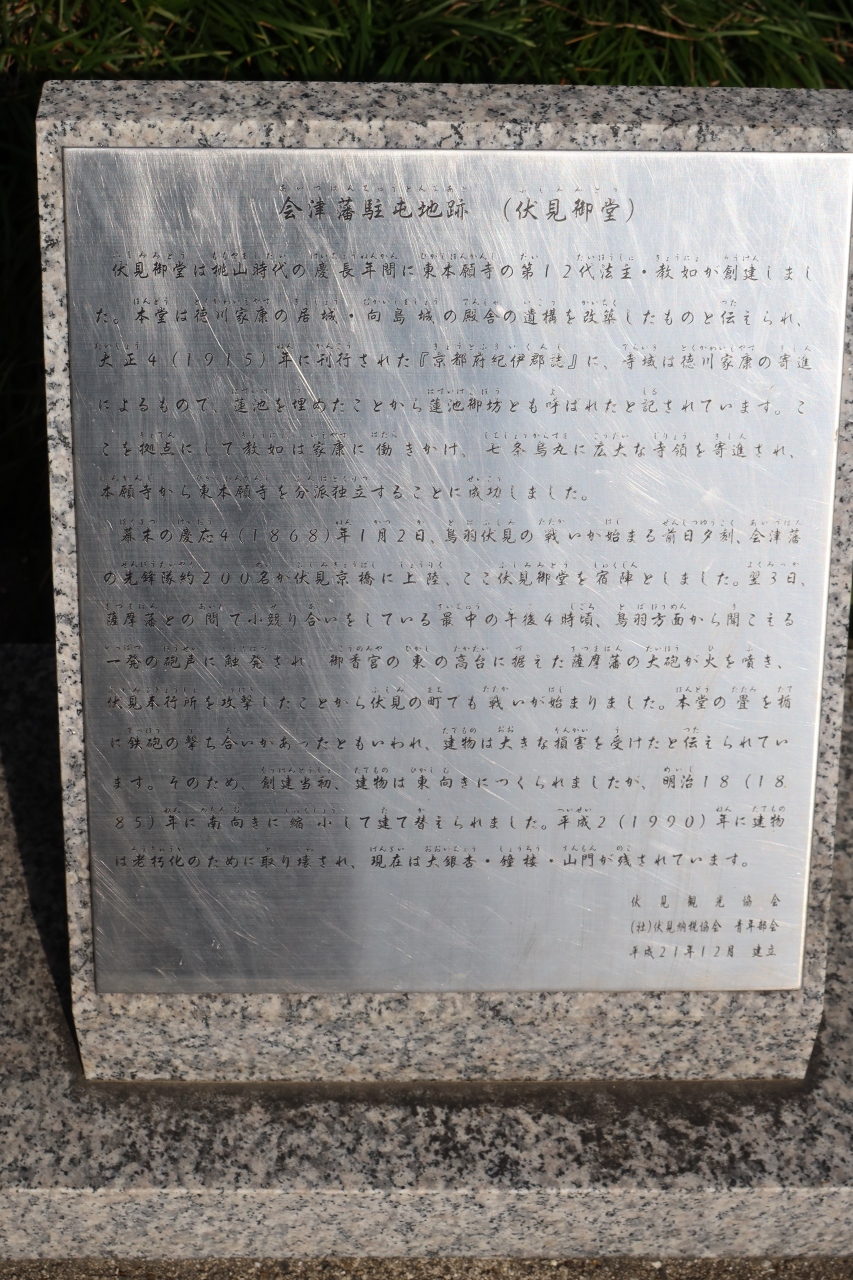 会津藩駐屯地跡 (伏見御堂)
伏見御堂は桃山時代の慶長年間に東本願寺の第12代法主・教如が創建しまし
た。本堂は徳川家康の居城・向島城の殿舎の遺構を改築したものと伝えられ、
大正4(1915)年に刊行された『京都府紀伊郡誌』に、寺域は徳川家康の寄進
によるもので、蓮池を埋めたことから蓮池御坊とも呼ばれたと記されています。こ
こを拠点にして教如は家康に働きかけ、七条烏丸に広大な寺領を寄進され、
本願寺から東本願寺を分派独立することに成功しました。
幕末の慶応4(1868)年1月2日、鳥羽伏見の戦いが始まる前日夕刻、会津藩
の先鋒隊約200名が伏見京橋に上陸、ここ伏見御堂を宿陣としました。翌3日、
薩摩藩との間で小競り合いをしている最中の午後4時頃、鳥羽方面から聞こえる
一発の砲声に触発され、御香宮の東の高台に据えた薩摩藩の大砲が火を噴き、
伏見奉行所を攻撃したことから伏見の町でも戦いが始まりました。本堂の畳を楯
に鉄砲の撃ち合いがあったともいわれ、建物は大きな損害を受けたと伝えられてい
ます。そのため、創建当初、建物は東向きにつくられましたが、明治18(18
85)年に南向きに縮小して建て替えられました。平成2(1990)年に建物
は老朽化のために取り壊され、現在は大銀杏・鐘楼・山門が残されています。
伏見観光協会
(社)伏見納税協会 青年部会
平成21年12月 建立